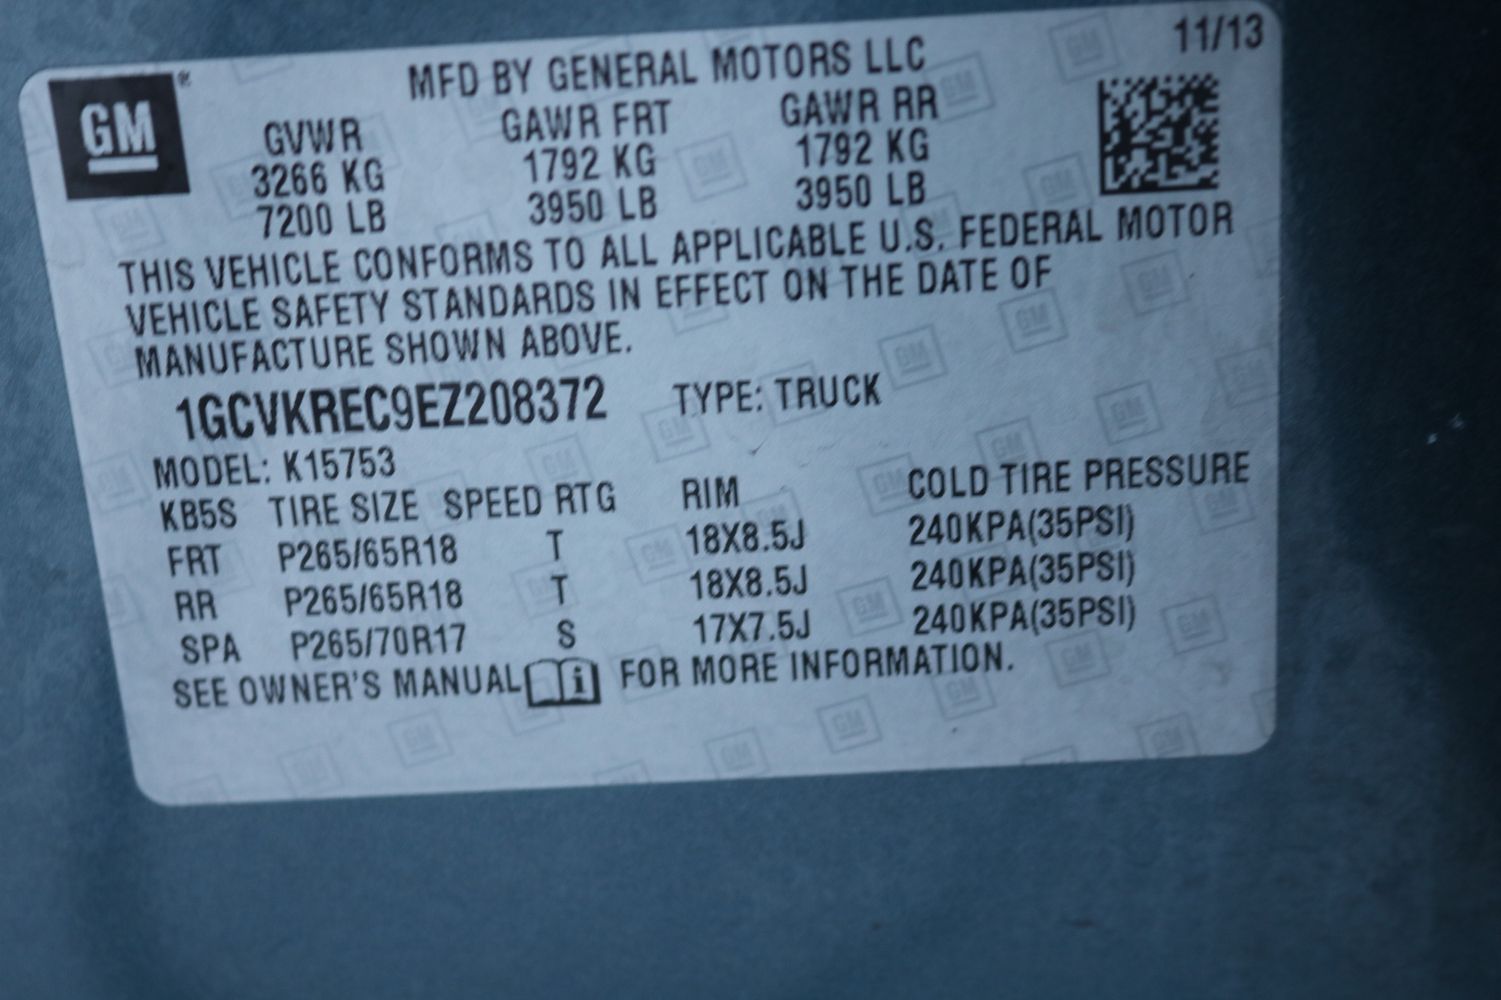 11/13
GM®
MFD BY GENERAL MOTORS LLC
GVWR GAWR FRT GAWR RR
3266 KG 1792 KG 1792 KG
7200 LB 3950 LB 3950 LB
THIS VEHICLE CONFORMS TO ALL APPLICABLE U.S. FEDERAL MOTOR
VEHICLE SAFETY STANDARDS IN EFFECT ON THE DATE OF
MANUFACTURE SHOWN ABOVE.
1GCVKREC9EZ208372 TYPE: TRUCK
MODEL: K15753
KB5S TIRE SIZE SPEED RTG RIM COLD TIRE PRESSURE
FRT P265/65R18 T 18X8.5J 240KPA(35PSI)
RR P265/65R18 T 18X8.5J 240KPA(35PSI)
SPA P265/70R17 S 17X7.5J 240KPA(35PSI)
SEE OWNER'S MANUAL i FOR MORE INFORMATION.